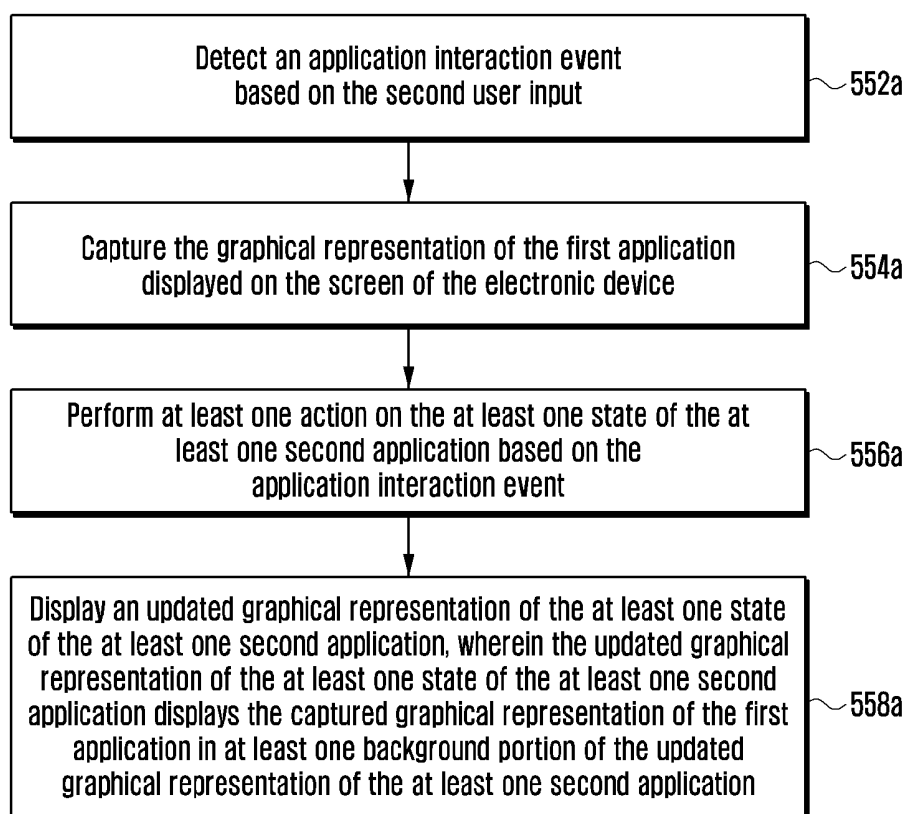 Detect an application interaction event
based on the second user input
552a
Capture the graphical representation of the first application
displayed on the screen of the electronic device
554a
Perform at least one action on the at least one state of the at
least one second application based on the
application interaction event
556a
Display an updated graphical representation of the at least one state
of the at least one second application, wherein the updated graphical
representation of the at least one state of the at least one second
application displays the captured graphical representation of the first
application in at least one background portion of the updated
graphical representation of the at least one second application
558a